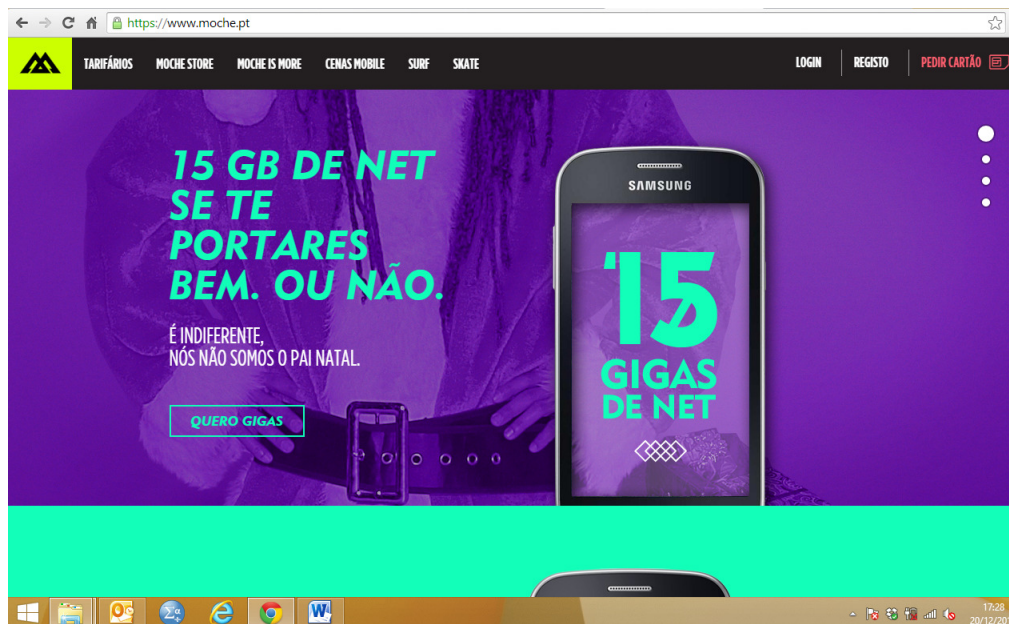 https://www.moche.pt
TARIFÁRIOS MOCHE STORE MOCHE IS MORE CENAS MOBILE SURF SKATE LOGIN REGISTO PEDIR CARTÃO
15 GB DE NET
SE TE
PORTARES
BEM. OU NÃO.
É INDIFERENTE,
NÓS NÃO SOMOS O PAI NATAL.
QUERO GIGAS
SAMSUNG
15
GIGAS
DE NET
17:28
20/12/20